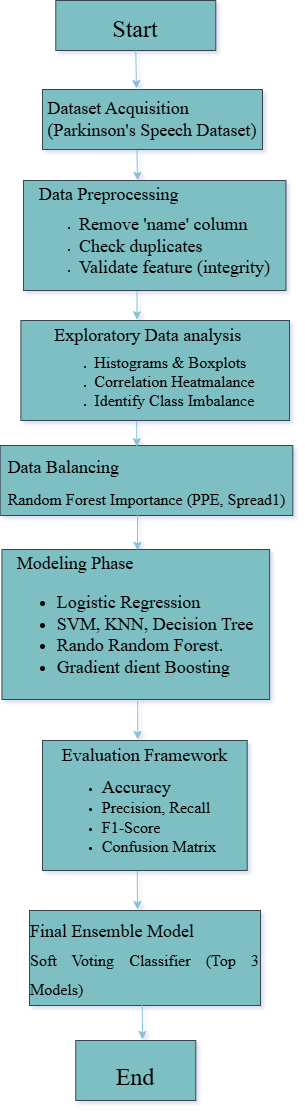 Start
Dataset Acquisition
(Parkinson's Speech Dataset)
Data Preprocessing
. Remove 'name' column
. Check duplicates
. Validate feature (integrity)
Exploratory Data analysis
. Histograms & Boxplots
. Correlation Heatmalance
. Identify Class Imbalance
Data Balancing
Random Forest Importance (PPE, Spread1)
Modeling Phase
• Logistic Regression
• SVM, KNN, Decision Tree
• Rando Random Forest.
• Gradient dient Boosting
Evaluation Framework
• Accuracy
• Precision, Recall
• F1-Score
• Confusion Matrix
Final Ensemble Model
Soft Voting Classifier (Top 3
Models)
End